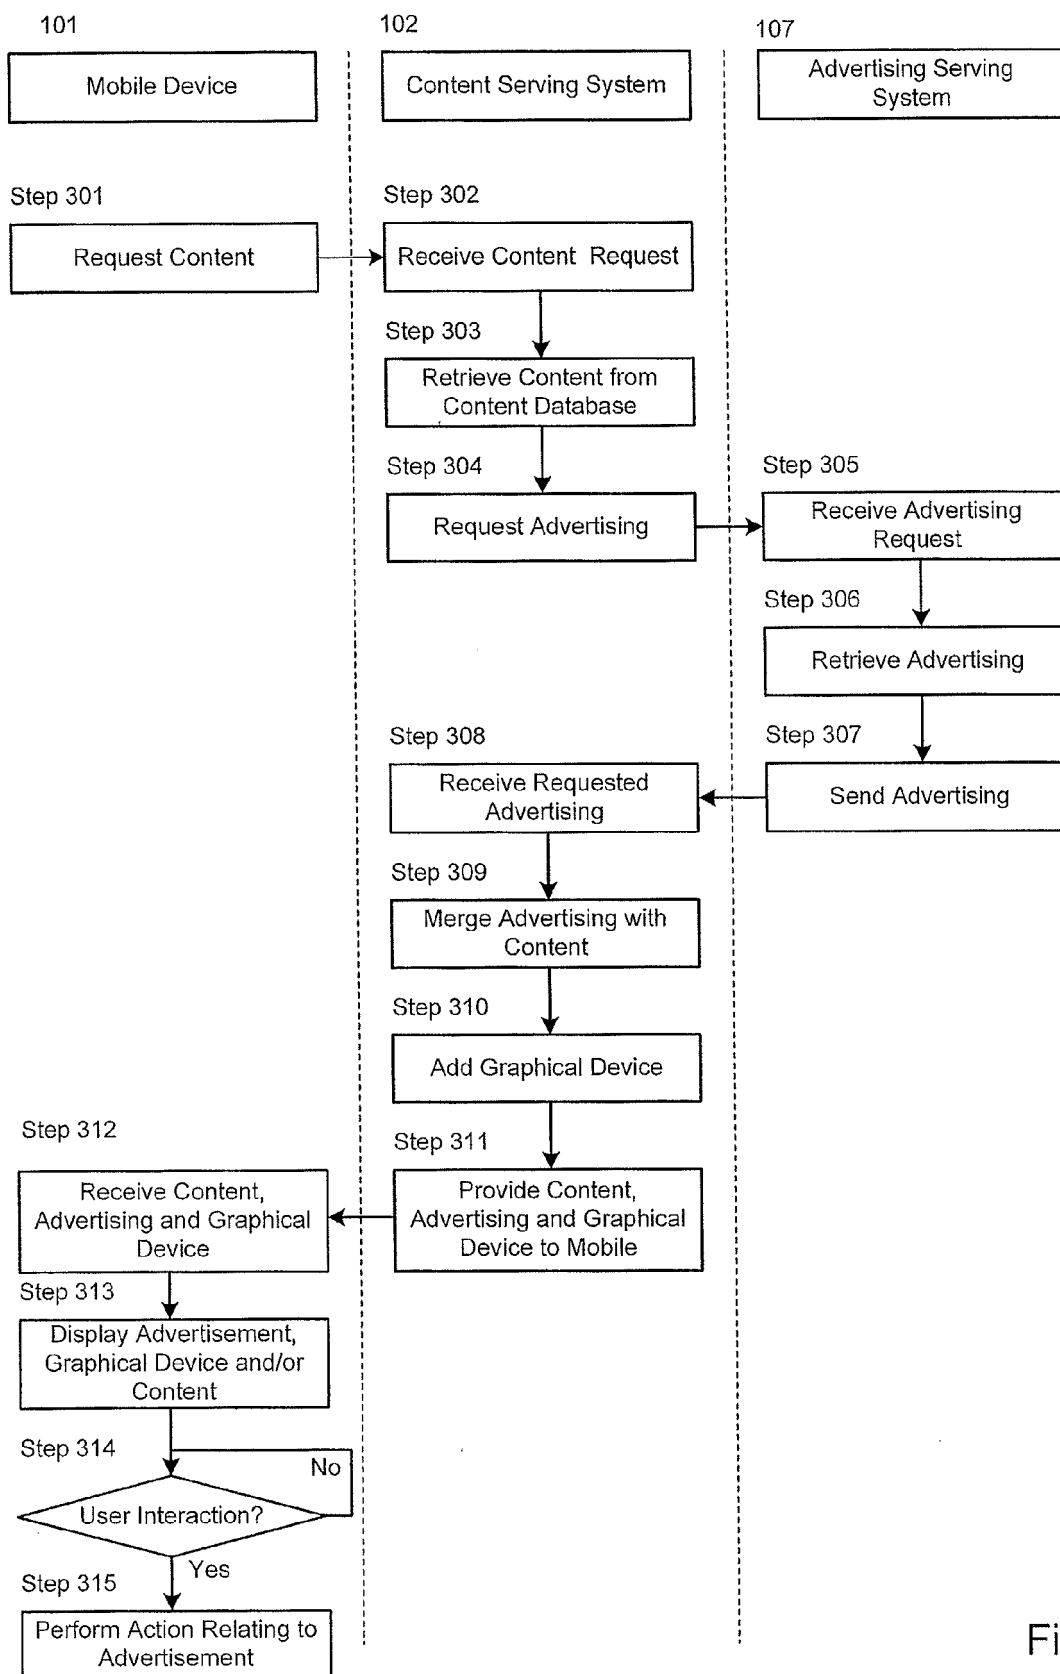 101
102
107
Mobile Device
Content Serving System
Advertising Serving
System
Step 301
Step 302
Request Content
Receive Content Request
Step 303
Retrieve Content from
Content Database
Step 304
Step 305
Request Advertising
Receive Advertising
Request
Step 306
Retrieve Advertising
Step 308
Step 307
Receive Requested
Advertising
Send Advertising
Step 309
Merge Advertising with
Content
Step 310
Add Graphical Device
Step 312
Step 311
Receive Content,
Advertising and Graphical
Device
Provide Content,
Advertising and Graphical
Device to Mobile
Step 313
Display Advertisement,
Graphical Device and/or
Content
Step 314
No
User Interaction?
Yes
Step 315
Perform Action Relating to
Advertisement
Fi